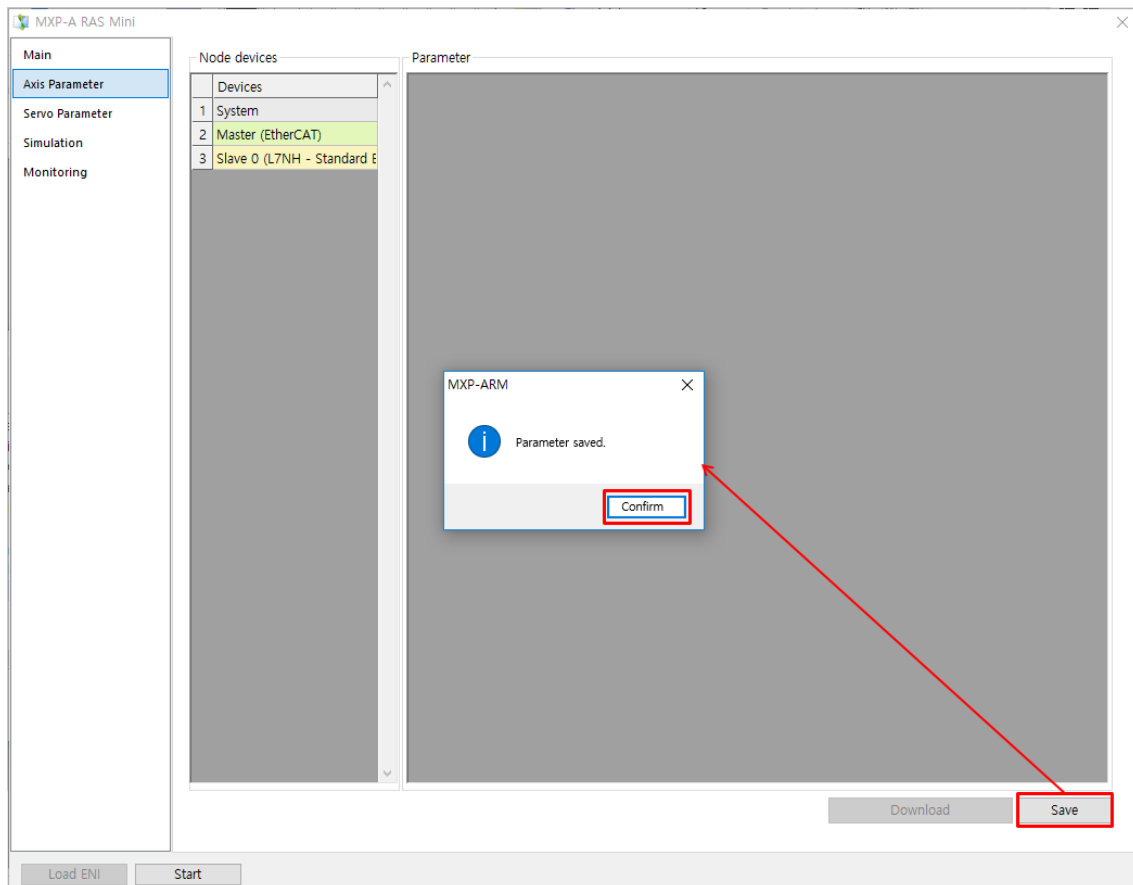 MXP-A RAS Mini
Main
Axis Parameter
Servo Parameter
Simulation
Monitoring
Node devices
Devices
1 System
2 Master (EtherCAT)
3 Slave 0 (L7NH - Standard E
Parameter
MXP-ARM
Parameter saved.
Confirm
Download
Save
Load ENI
Start